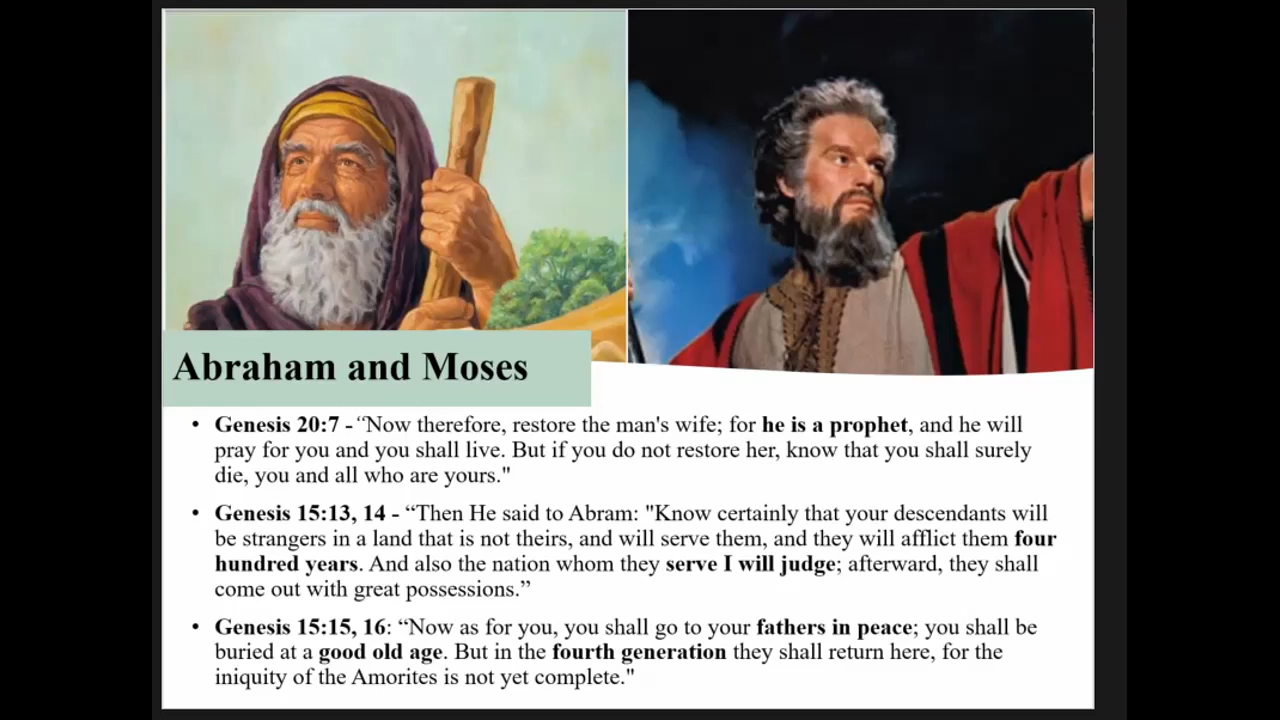 Abraham and Moses
• Genesis 20:7 -“Now therefore, restore the man's wife; for he is a prophet, and he will
pray for you and you shall live. But if you do not restore her, know that you shall surely
die, you and all who are yours."
• Genesis 15:13, 14 - “Then He said to Abram: "Know certainly that your descendants will
be strangers in a land that is not theirs, and will serve them, and they will afflict them four
hundred years. And also the nation whom they serve I will judge; afterward, they shall
come out with great possessions.”
• Genesis 15:15, 16: “Now as for you, you shall go to your fathers in peace; you shall be
buried at a good old age. But in the fourth generation they shall return here, for the
iniquity of the Amorites is not yet complete."